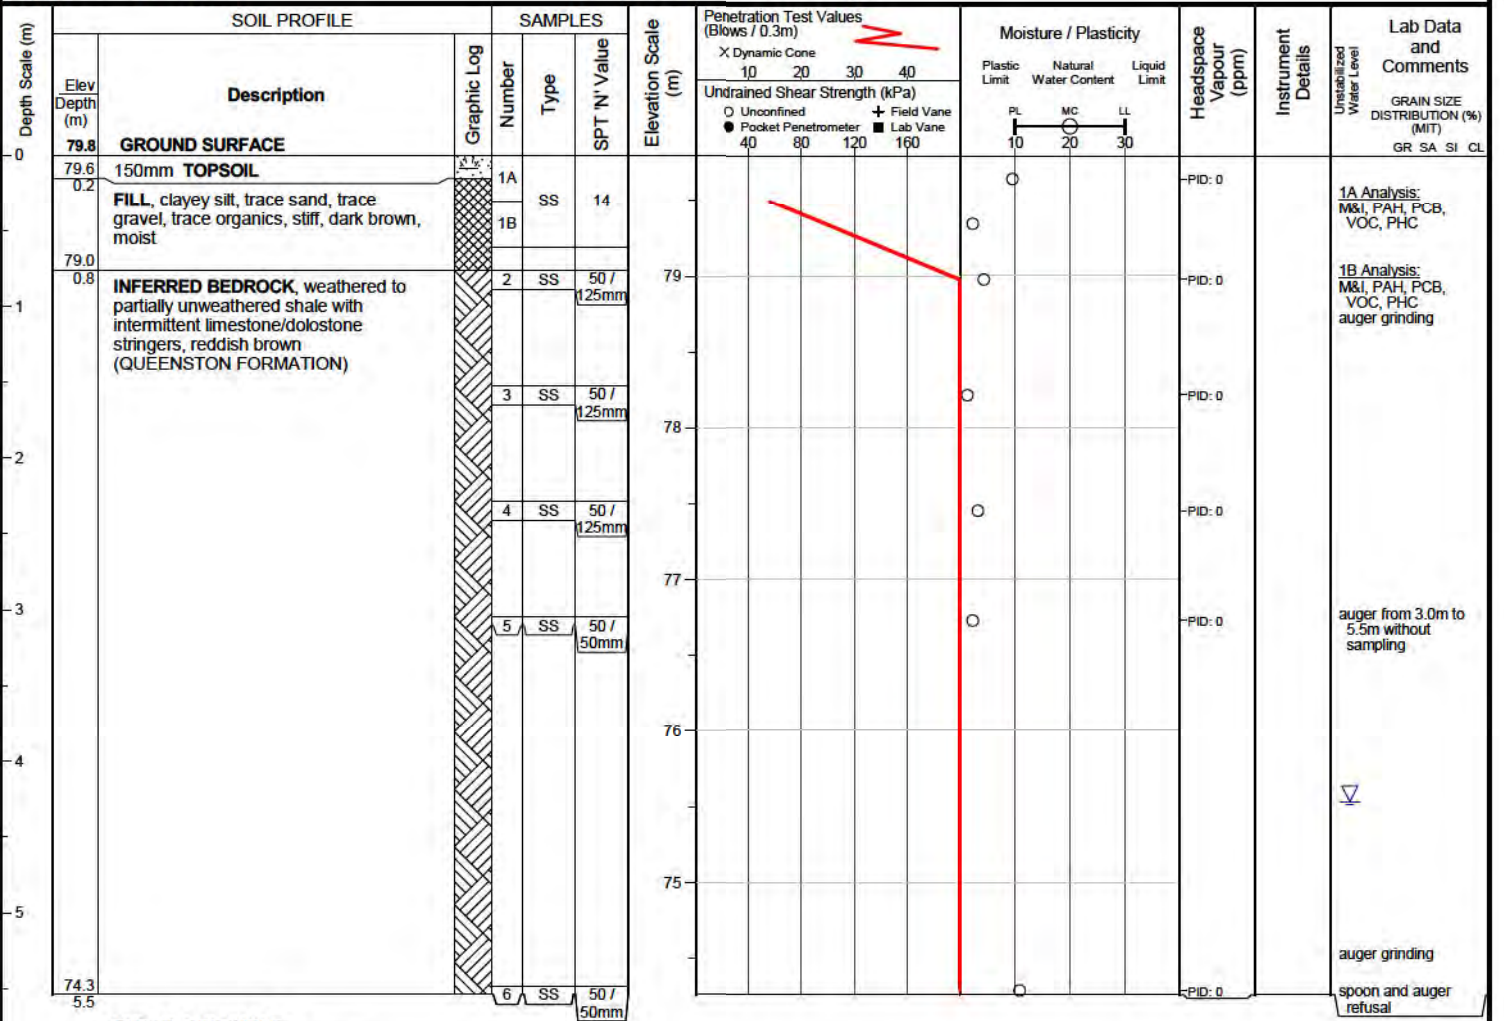 SOIL PROFILE
SAMPLES
Depth Scale (m)
Elev
Depth
(m)
Description
Graphic Log
Number
Type
SPT 'N' Value
Elevation Scale
(m)
Penetration Test Values
(Blows / 0.3m)
X Dynamic Cone
10 20 30 40
Undrained Shear Strength (kPa)
O Unconfined + Field Vane
● Pocket Penetrometer ■ Lab Vane
40 80 120 160
Moisture / Plasticity
Plastic Natural Liquid
Limit Water Content Limit
PL MC LL
10 20 30
Headspace
Vapour
(ppm)
Instrument
Details
Unstabilized
Water Level
Lab Data
and
Comments
GRAIN SIZE
DISTRIBUTION (%)
(MIT)
GR SA SI CL
79.8 GROUND SURFACE
0
79.6 150mm TOPSOIL
0.2
FILL, clayey silt, trace sand, trace
gravel, trace organics, stiff, dark brown,
moist
1A
SS 14
1B
PID: 0
1A Analysis:
M&I, PAH, PCB,
VOC, PHC
79.0
0.8
INFERRED BEDROCK, weathered to
partially unweathered shale with
intermittent limestone/dolostone
stringers, reddish brown
(QUEENSTON FORMATION)
2 SS 50 /
125mm
79
PID: 0
1B Analysis:
M&I, PAH, PCB,
VOC, PHC
auger grinding
1
3 SS 50 /
125mm
PID: 0
78
2
4 SS 50 /
125mm
PID: 0
77
3
5 SS 50 /
50mm
PID: 0
auger from 3.0m to
5.5m without
sampling
76
4
75
5
auger grinding
74.3
5.5
6 SS 50 /
50mm
PID: 0
spoon and auger
refusal